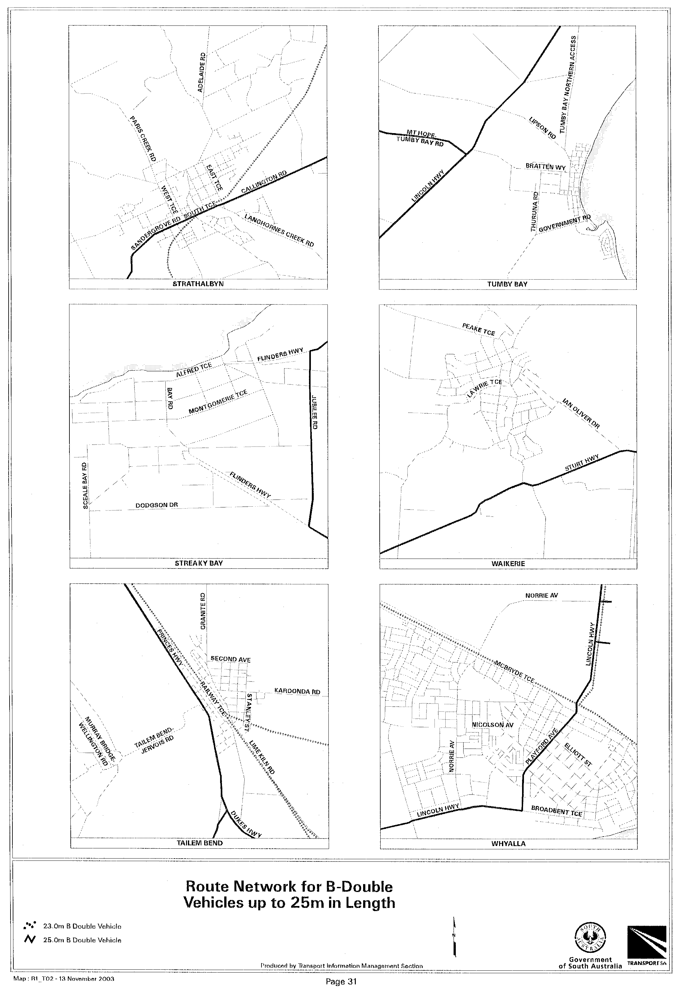 ADELAIDE RD
PARIS CREEK RD
EAST TCE
WEST TCE
CALLINGTON RD
SOUTH TCE
SANDERGROVE RD
LANGHORNES CREEK RD
STRATHALBYN
TUMBY BAY NORTHERN ACCESS
LIPSON RD
MT HOPE-
TUMBY BAY RD
BRATTEN WY
LINCOLN HWY
THURUNA RD
GOVERNMENT RD
TUMBY BAY
FLINDERS HWY
ALFRED TCE
BAY RD
MONTGOMERIE TCE
JUBILEE RD
SCEALE BAY RD
FLINDERS HWY
DODGSON DR
STREAKY BAY
PEAKE TCE
LAWRIE TCE
IAN OLIVER DR
STURT HWY
WAIKERIE
GRANITE RD
PRINCES HWY
SECOND AVE
RAILWAY TCE
KAROONDA RD
STANLEY ST
MURRAY BRIDGE-
WELLINGTON RD
TAILEM BEND-
JERVOIS RD
LIME KILN RD
DUKES HWY
TAILEM BEND
NORRIE AV
LINCOLN HWY
MCBRYDE TCE
NICOLSON AV
NORRIE AV
PLAYFORD AVE
ELLIOTT ST
LINCOLN HWY
BROADBENT TCE
WHYALLA
Route Network for B-Double
Vehicles up to 25m in Length
23.0m B Double Vehicle
25.0m B Double Vehicle
Produced by Transport Information Management Section
SOUTH
AUSTRALIA
Government
of South Australia
TRANSPORT SA
Map : R1_T02 - 13 November 2003
Page 31